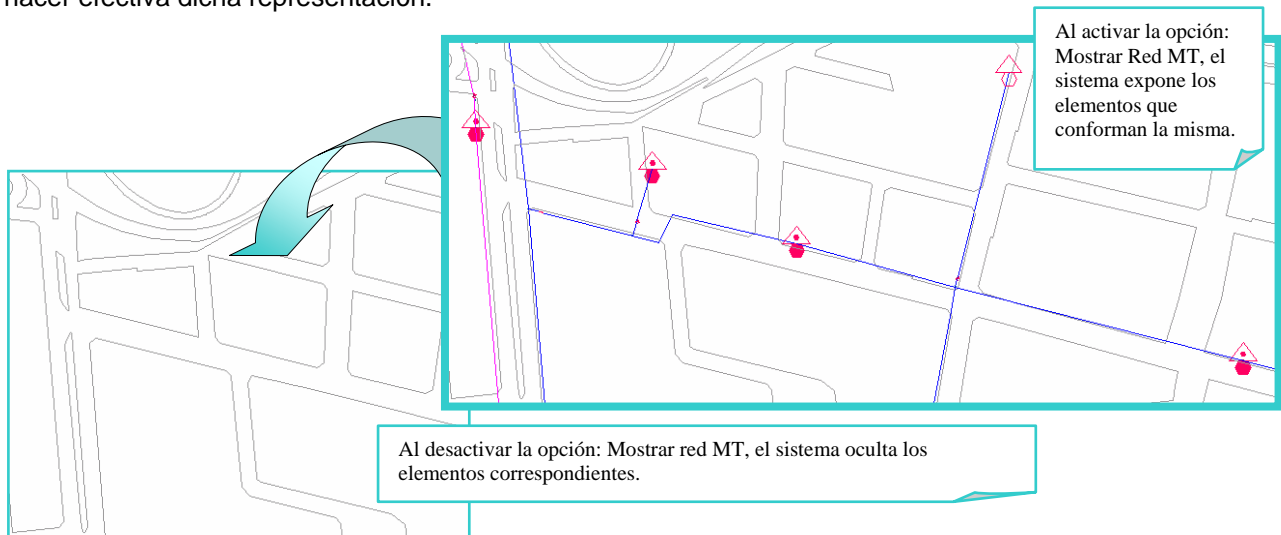 hacer efectiva dicha representación.
Al activar la opción:
Mostrar Red MT, el
sistema expone los
elementos que
conforman la misma.
Al desactivar la opción: Mostrar red MT, el sistema oculta los
elementos correspondientes.